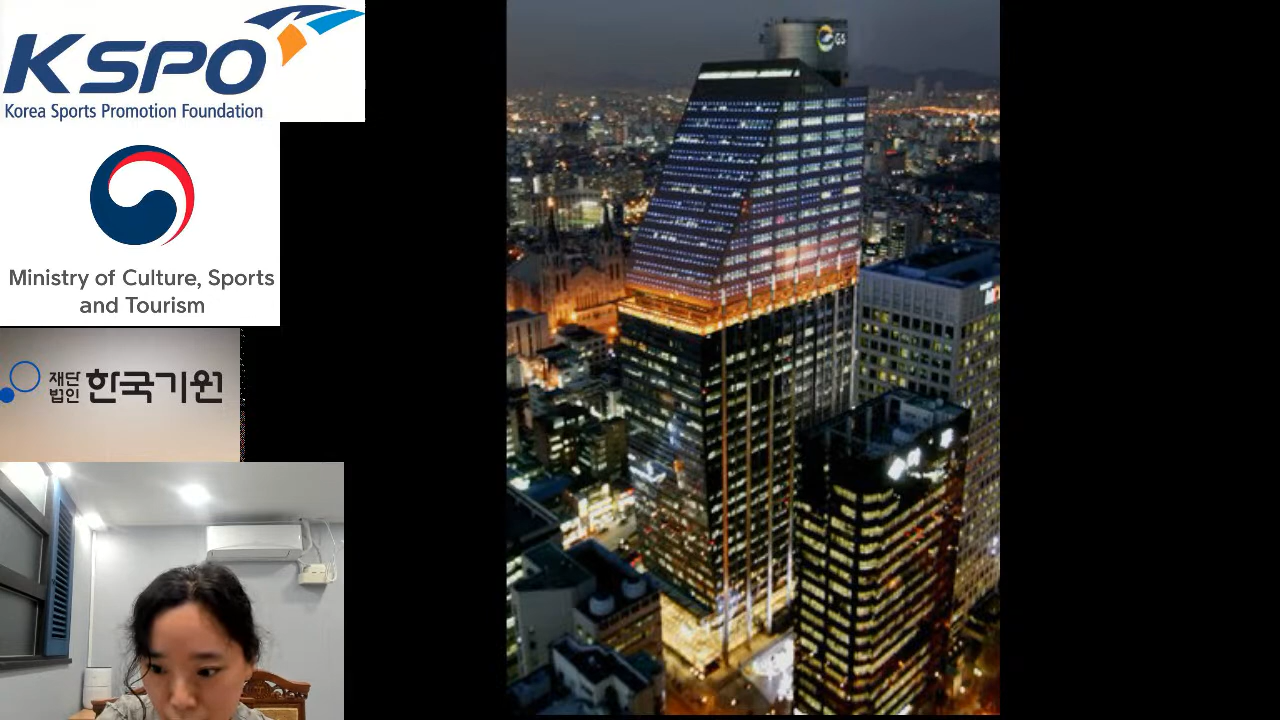 KSPO
Korea Sports Promotion Foundation
Ministry of Culture, Sports
and Tourism
재단
법인
한국기원
GS